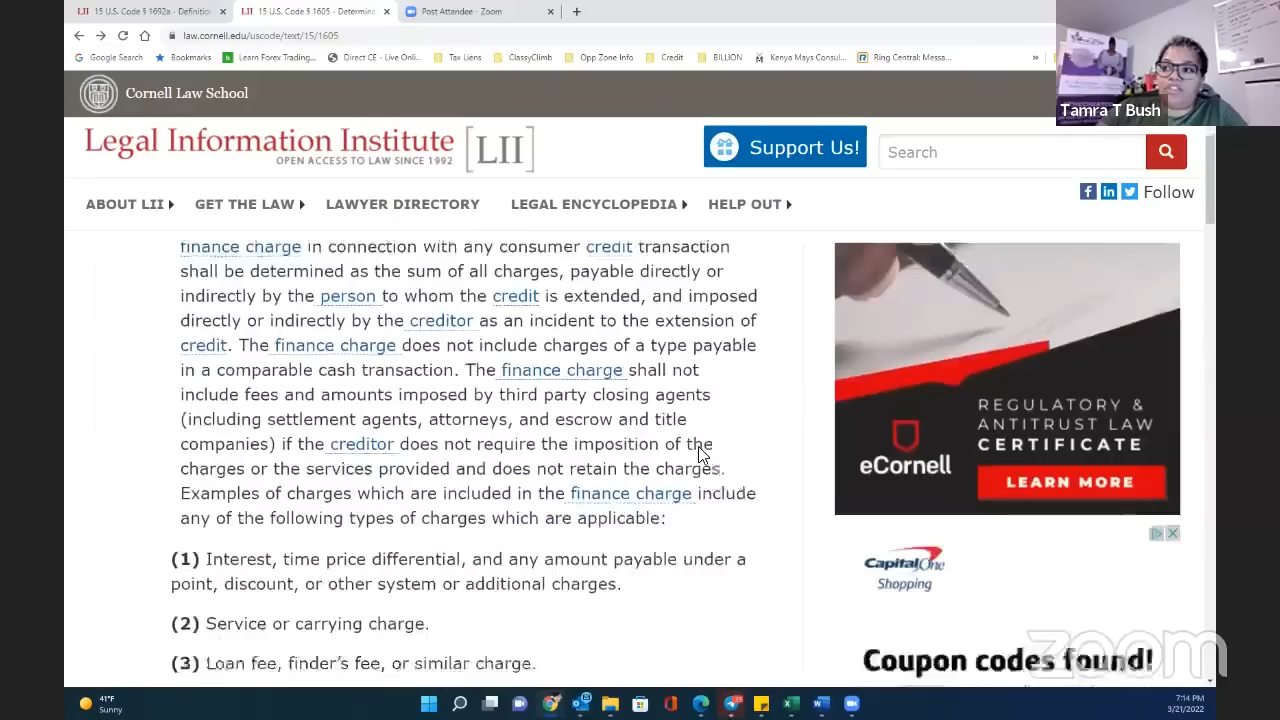 15 U.S. Code § 1692a - Definition
15 U.S. Code § 1605 - Determina
Post Attendee - Zoom
law.cornell.edu/uscode/text/15/1605
Google Search
Bookmarks
Learn Forex Trading...
Direct CE - Live Onli...
Tax Liens
ClassyClimb
Opp Zone Info
Credit
BILLION
Kenya Mays Consul...
Ring Central: Messa...
»
Tamra T Bush
Cornell Law School
Legal Information Institute [LII]
OPEN ACCESS TO LAW SINCE 1992
Support Us!
Search
ABOUT LII
GET THE LAW
LAWYER DIRECTORY
LEGAL ENCYCLOPEDIA
HELP OUT
Follow
finance charge in connection with any consumer credit transaction
shall be determined as the sum of all charges, payable directly or
indirectly by the person to whom the credit is extended, and imposed
directly or indirectly by the creditor as an incident to the extension of
credit. The finance charge does not include charges of a type payable
in a comparable cash transaction. The finance charge shall not
include fees and amounts imposed by third party closing agents
(including settlement agents, attorneys, and escrow and title
companies) if the creditor does not require the imposition of the
charges or the services provided and does not retain the charges.
Examples of charges which are included in the finance charge include
any of the following types of charges which are applicable:
(1) Interest, time price differential, and any amount payable under a
point, discount, or other system or additional charges.
(2) Service or carrying charge.
(3) Loan fee, finder's fee, or similar charge.
REGULATORY &
ANTITRUST LAW
CERTIFICATE
eCornell
LEARN MORE
Capital One
Shopping
Coupon codes found!
zoom
41°F
Sunny
7:14 PM
3/21/2022